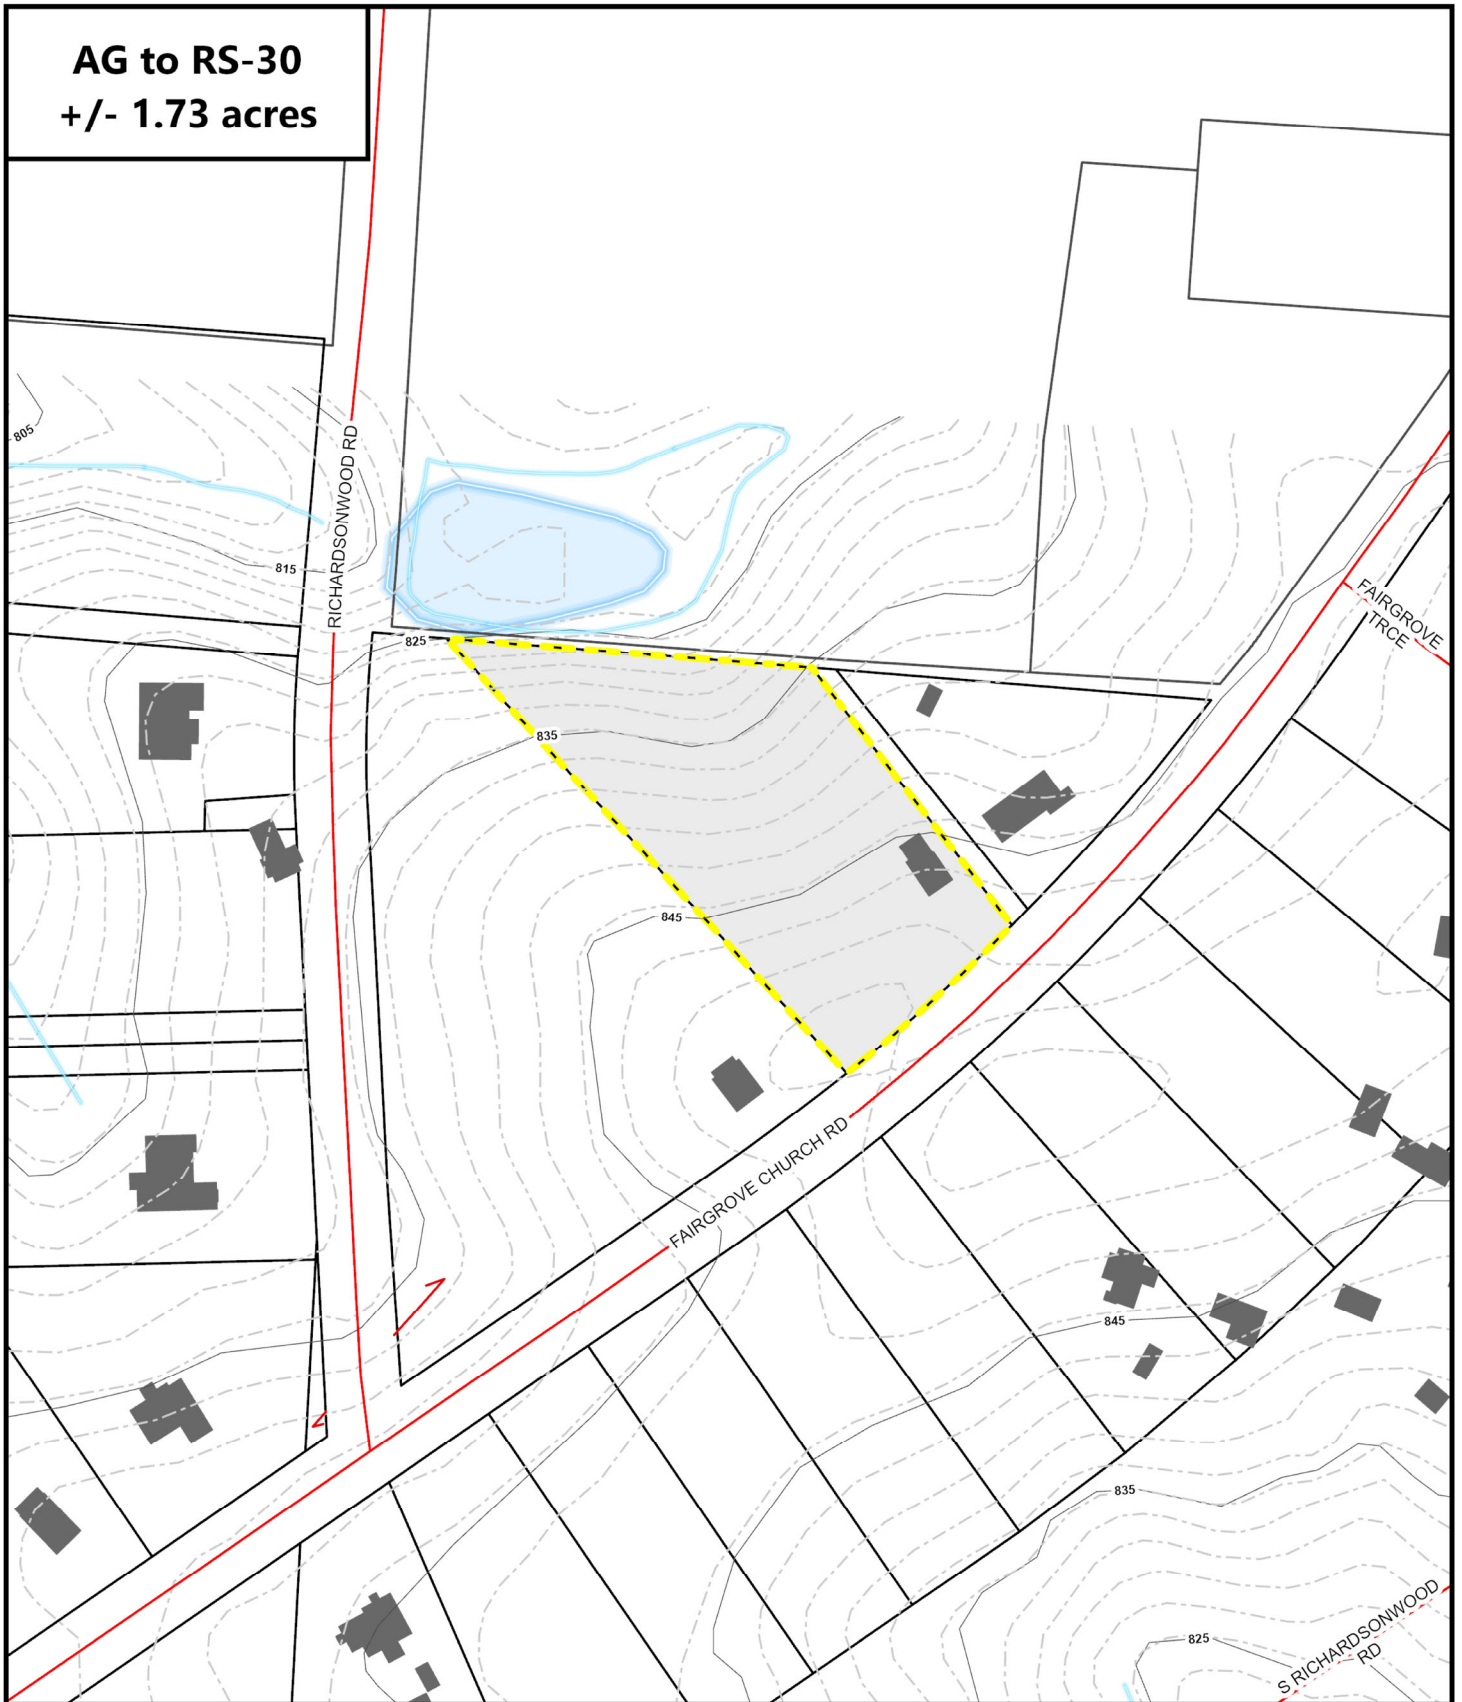 AG to RS-30
+/- 1.73 acres
805
RICHARDSONWOOD RD
815
FAIRGROVE
TRCE
825
835
845
FAIRGROVE CHURCH RD
845
835
S RICHARDSONWOOD
RD
825